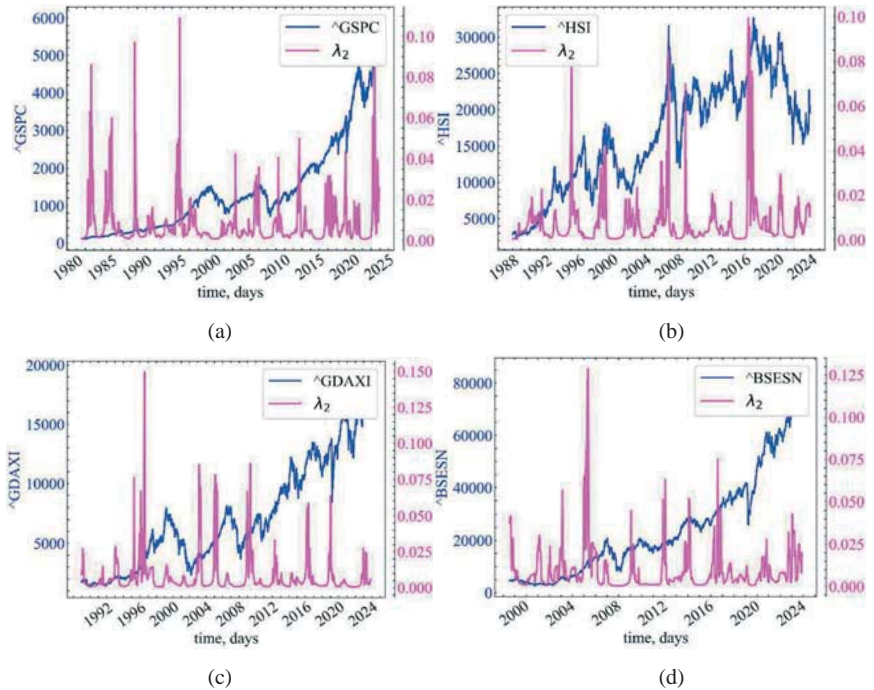 6000
5000
4000
3000
2000
1000
0
^GSPC
^GSPC
λ2
0.10
0.08
0.06
0.04
0.02
0.00
1980 1985 1990 1995 2000 2005 2010 2015 2020 2025
time, days
(a)
30000
25000
20000
15000
10000
5000
^HSI
^HSI
λ2
0.10
0.08
0.06
0.04
0.02
0.00
1988 1992 1996 2000 2004 2008 2012 2016 2020 2024
time, days
(b)
20000
15000
10000
5000
^GDAXI
^GDAXI
λ2
0.150
0.125
0.100
0.075
0.050
0.025
0.000
1992 1996 2000 2004 2008 2012 2016 2020 2024
time, days
(c)
80000
60000
40000
20000
0
^BSESN
^BSESN
λ2
0.125
0.100
0.075
0.050
0.025
0.000
2000 2004 2008 2012 2016 2020 2024
time, days
(d)